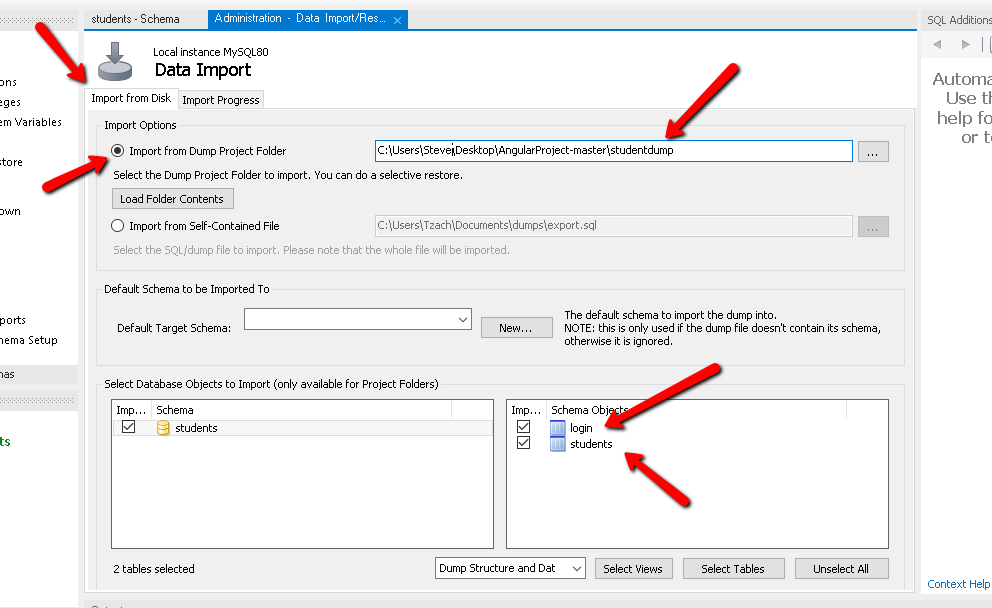 students - Schema
Administration - Data Import/Res...
SQL Additions
Local instance MySQL80
Data Import
Import from Disk
Import Progress
Import Options
Import from Dump Project Folder
C:\Users\Steve\Desktop\AngularProject-master\studentdump
...
Select the Dump Project Folder to import. You can do a selective restore.
Load Folder Contents
Import from Self-Contained File
C:\Users\Tzach\Documents\dumps\export.sql
...
Select the SQL/dump file to import. Please note that the whole file will be imported.
Default Schema to be Imported To
Default Target Schema:
New...
The default schema to import the dump into.
NOTE: this is only used if the dump file doesn't contain its schema,
otherwise it is ignored.
Select Database Objects to Import (only available for Project Folders)
Imp... Schema
students
Imp... Schema Objects
login
students
2 tables selected
Dump Structure and Dat
Select Views
Select Tables
Unselect All
ons
eges
em Variables
store
own
ports
hema Setup
nas
ts
Automa
Use th
help fo
or t
Context Help